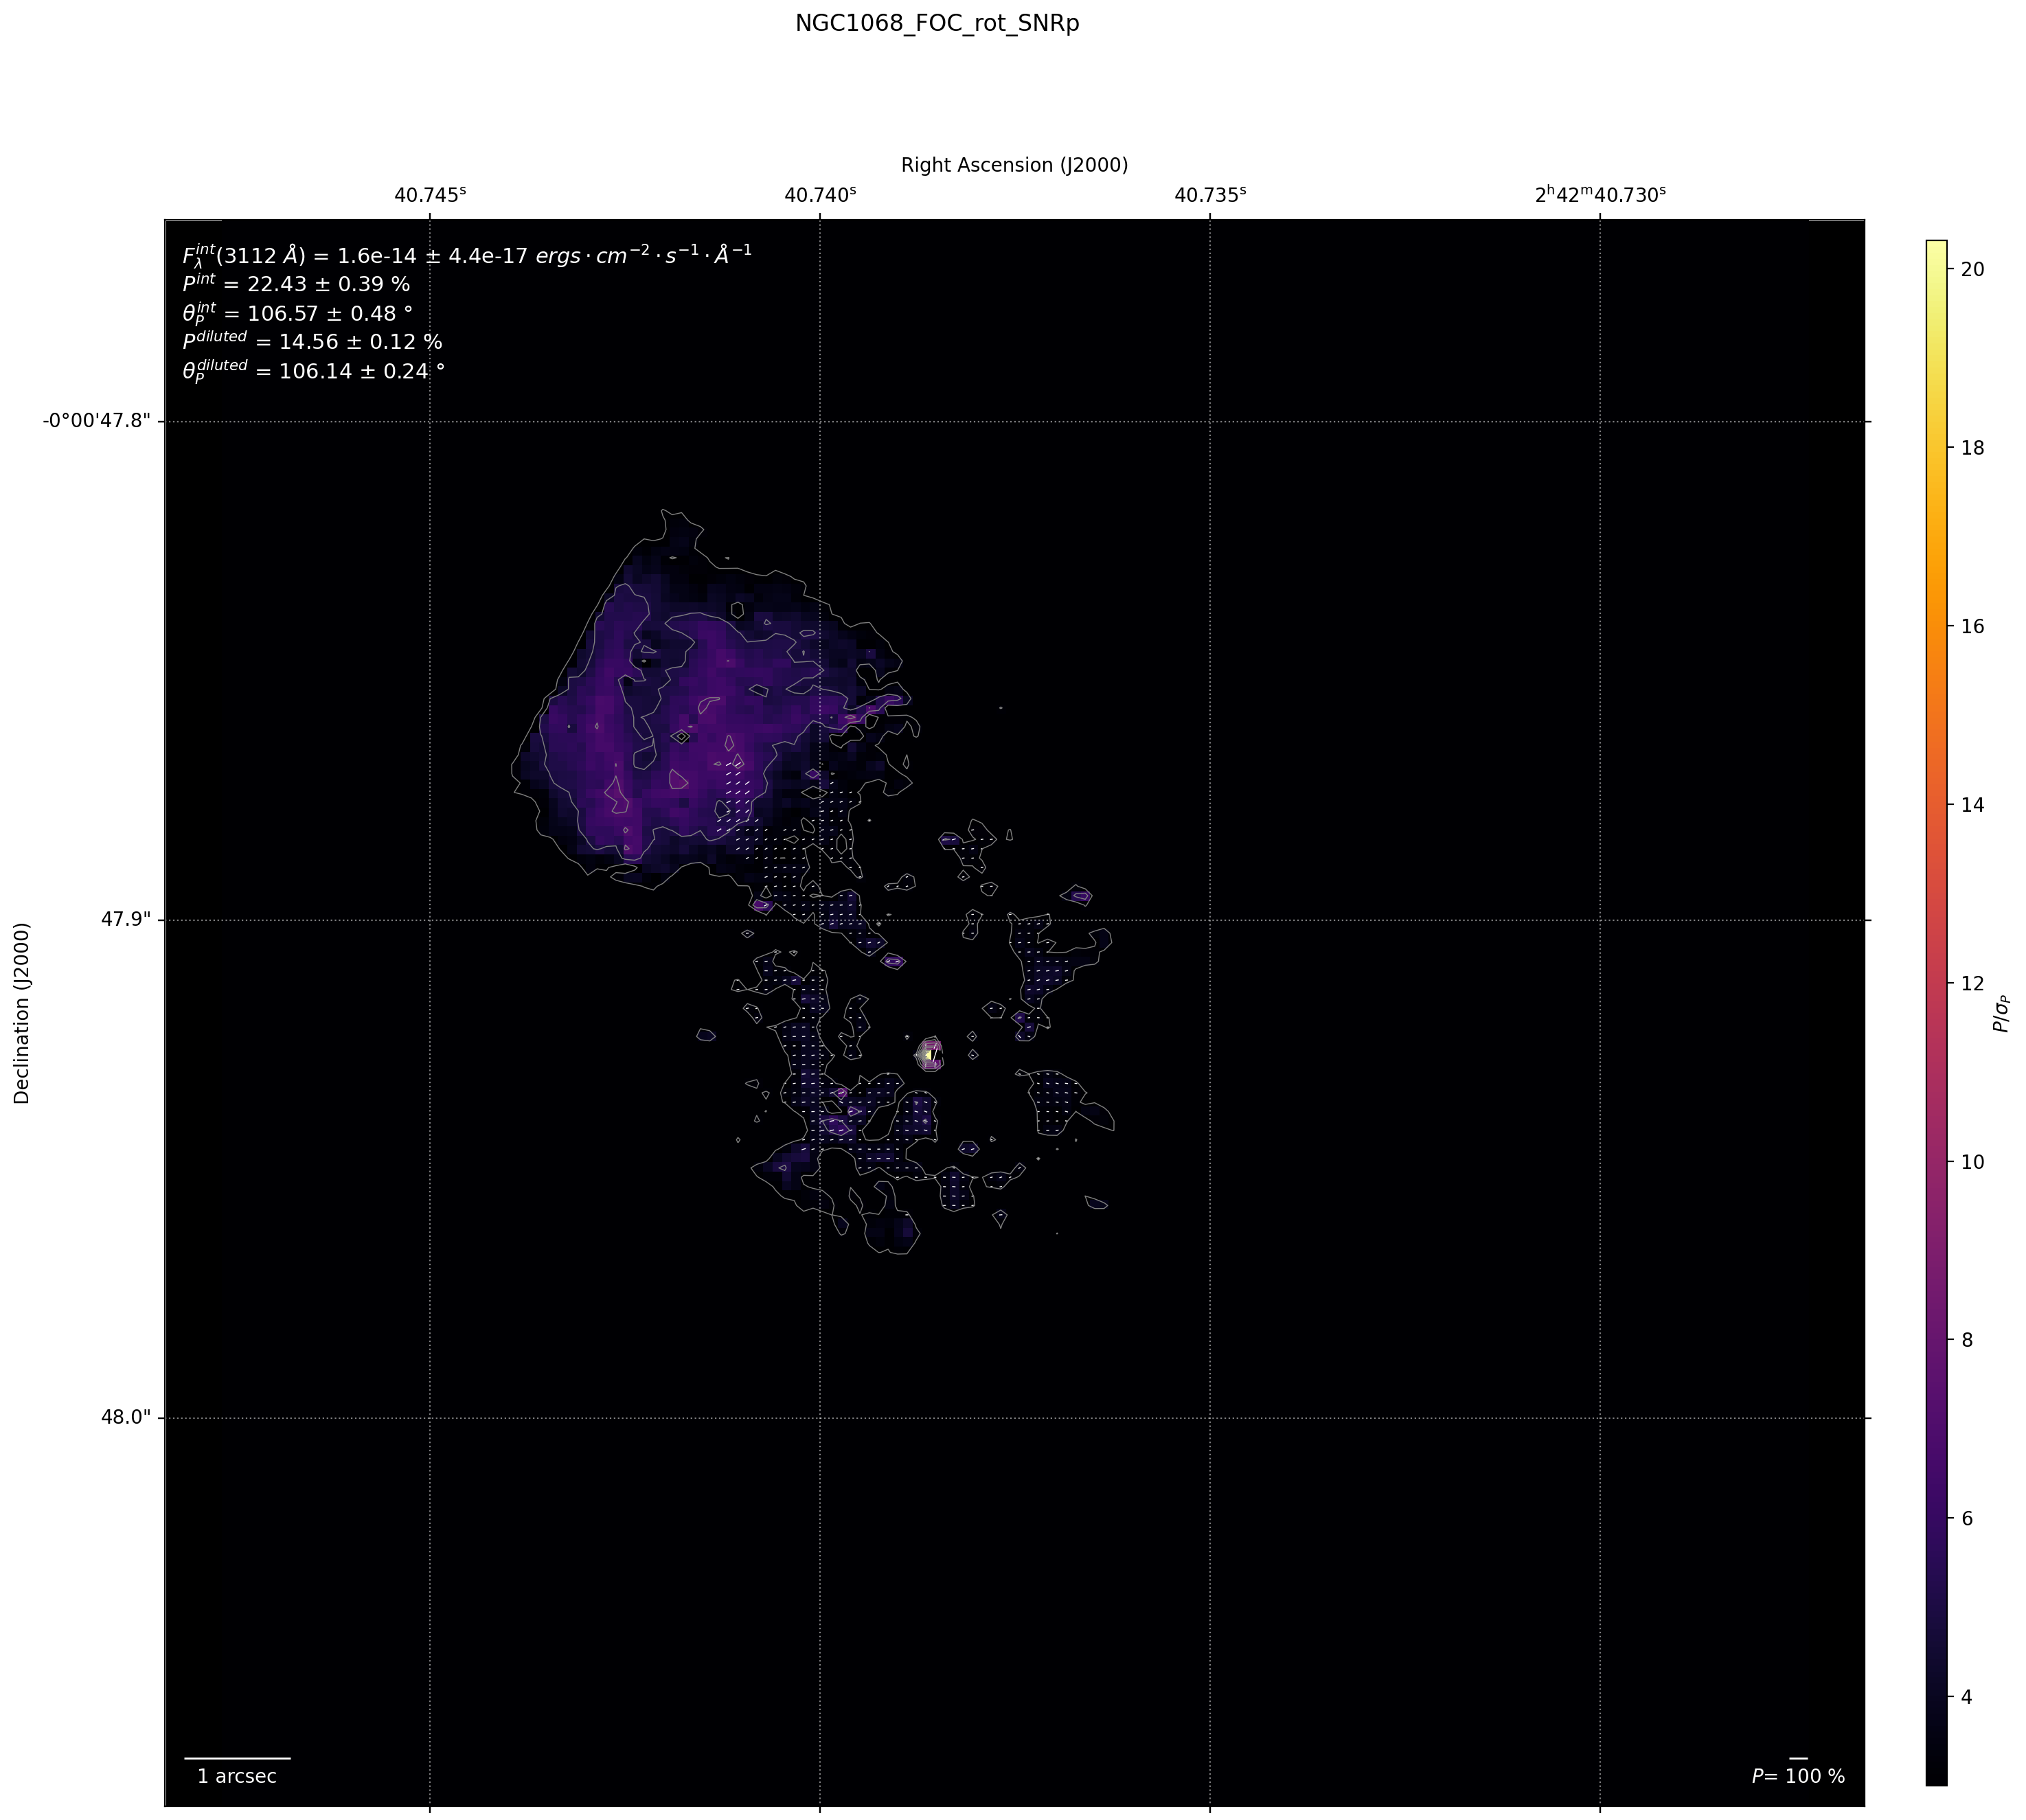 NGC1068_FOC_rot_SNRp
Right Ascension (J2000)
40.745ˢ 40.740ˢ 40.735ˢ 2ʰ42ᵐ40.730ˢ
F_λ^int(3112 Å) = 1.6e-14 ± 4.4e-17 ergs · cm⁻² · s⁻¹ · Å⁻¹
P^int = 22.43 ± 0.39 %
θ_P^int = 106.57 ± 0.48 °
P^diluted = 14.56 ± 0.12 %
θ_P^diluted = 106.14 ± 0.24 °
-0°00'47.8"
47.9"
48.0"
Declination (J2000)
1 arcsec
P= 100 %
20
18
16
14
12
10
8
6
4
P/σ_P